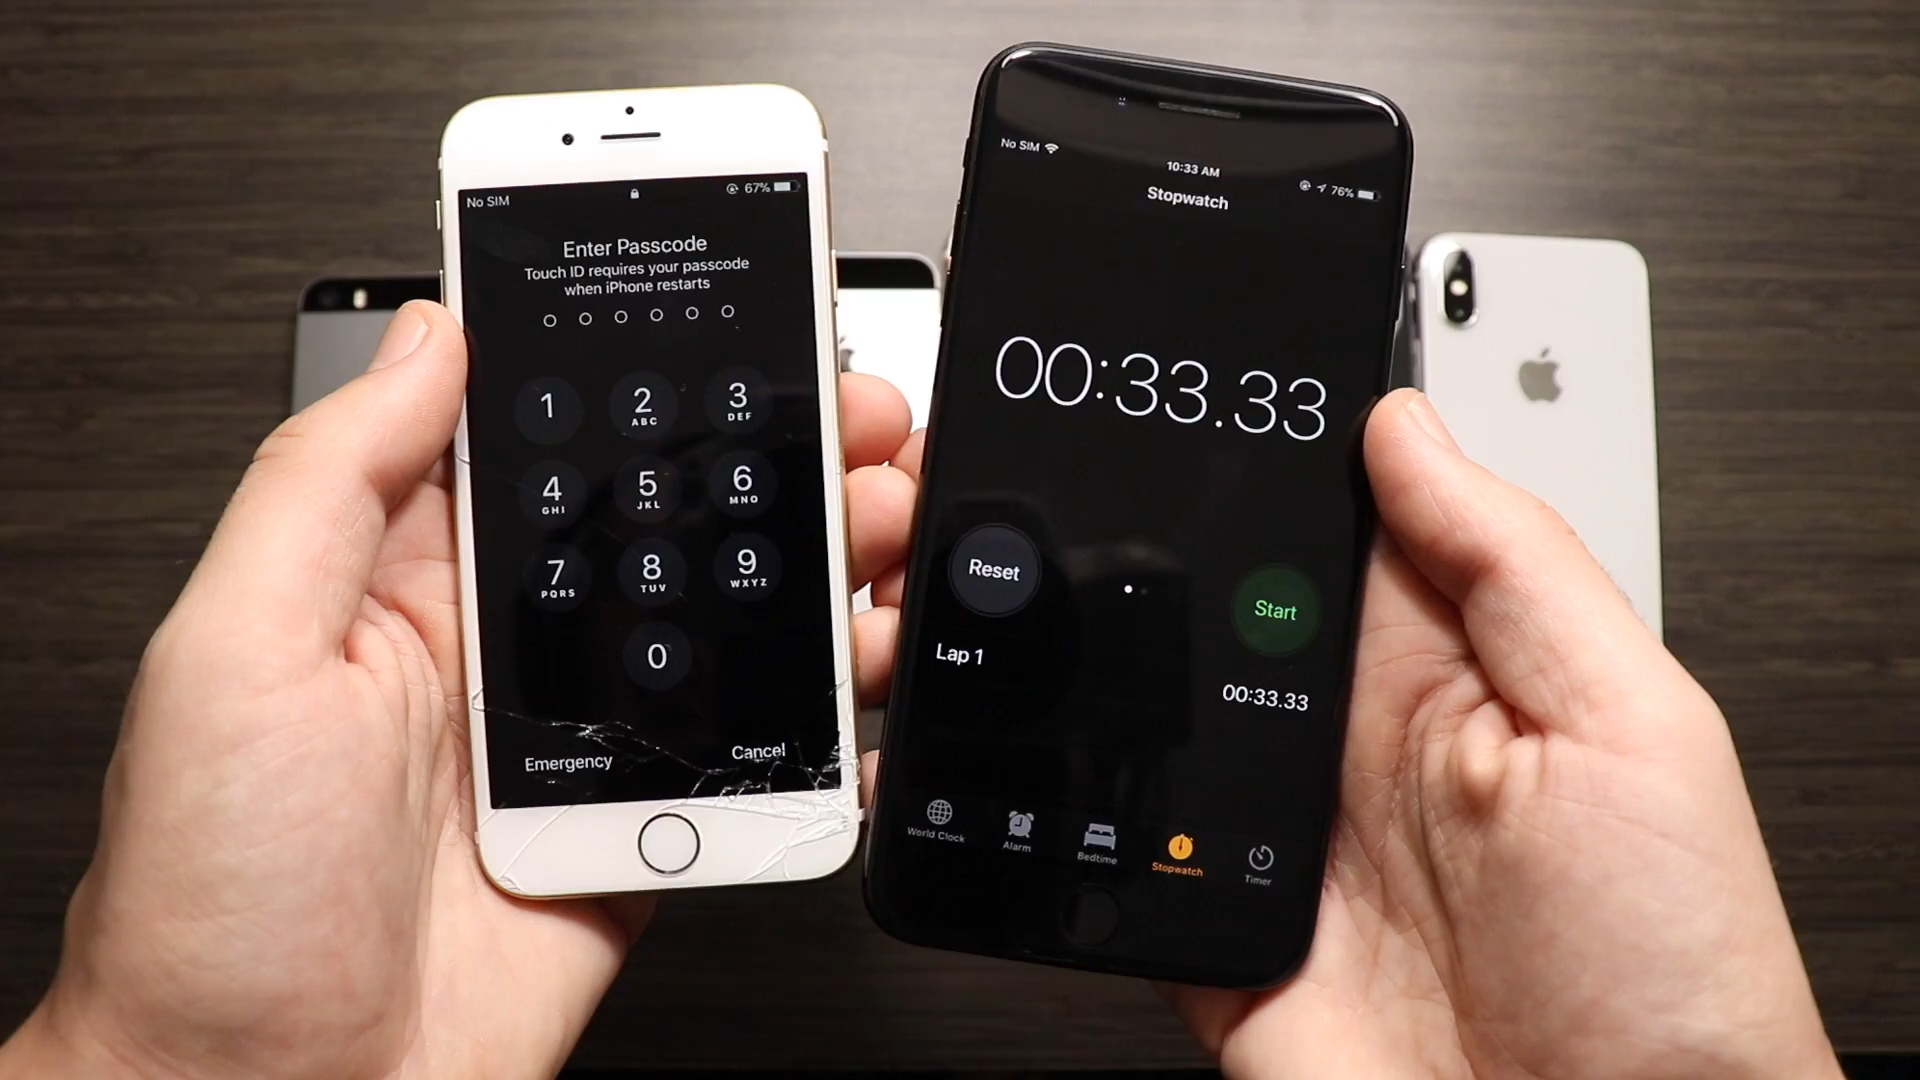 No SIM
67%
Enter Passcode
Touch ID requires your passcode
when iPhone restarts
1
2
ABC
3
DEF
4
GHI
5
JKL
6
MNO
7
PQRS
8
TUV
9
WXYZ
0
Emergency
Cancel
No SIM
10:33 AM
76%
Stopwatch
00:33.33
Reset
Start
Lap 1
00:33.33
World Clock
Alarm
Bedtime
Stopwatch
Timer